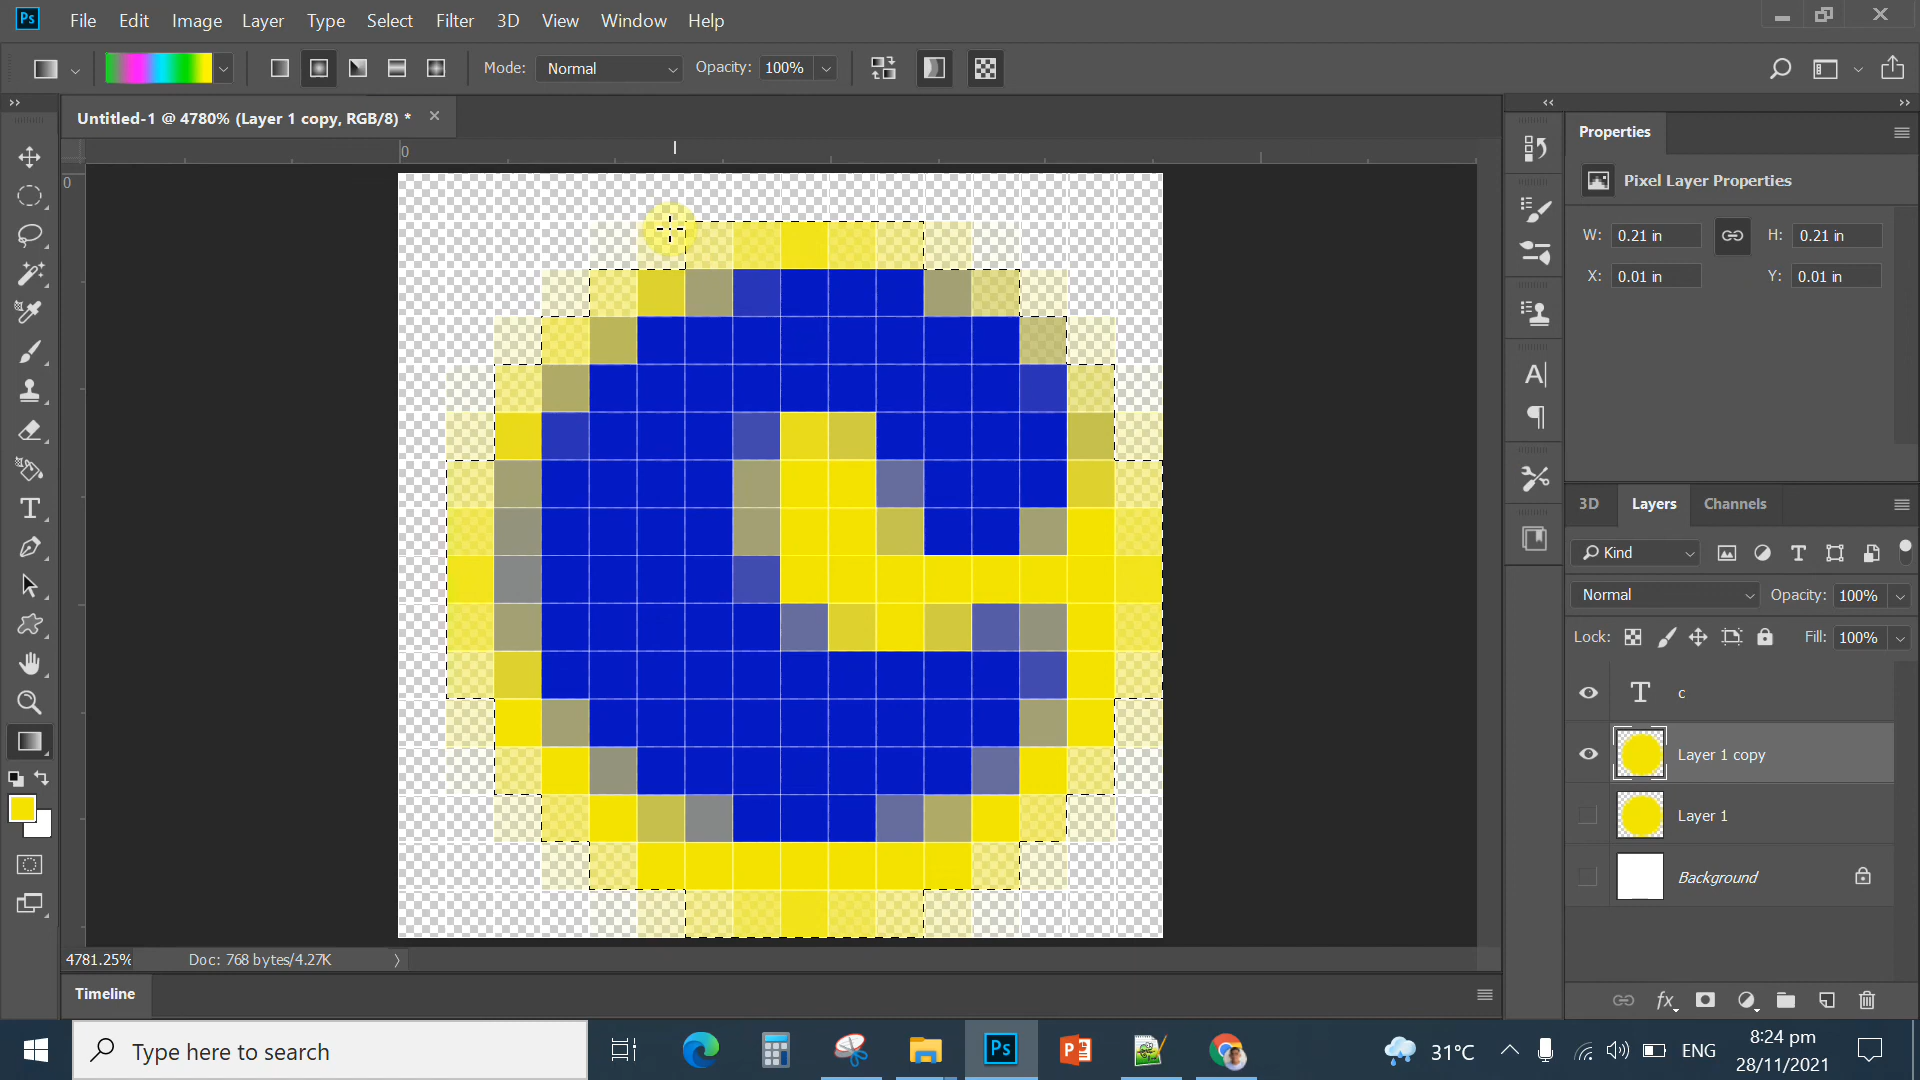 Ps File Edit Image Layer Type Select Filter 3D View Window Help
Mode: Normal Opacity: 100%
Untitled-1 @ 4780% (Layer 1 copy, RGB/8) *
0
0
Properties
Pixel Layer Properties
W: 0.21 in H: 0.21 in
X: 0.01 in Y: 0.01 in
3D Layers Channels
Kind
Normal Opacity: 100%
Lock: Fill: 100%
c
Layer 1 copy
Layer 1
Background
4781.25% Doc: 768 bytes/4.27K
Timeline
Type here to search
Ps
31°C
ENG
8:24 pm
28/11/2021